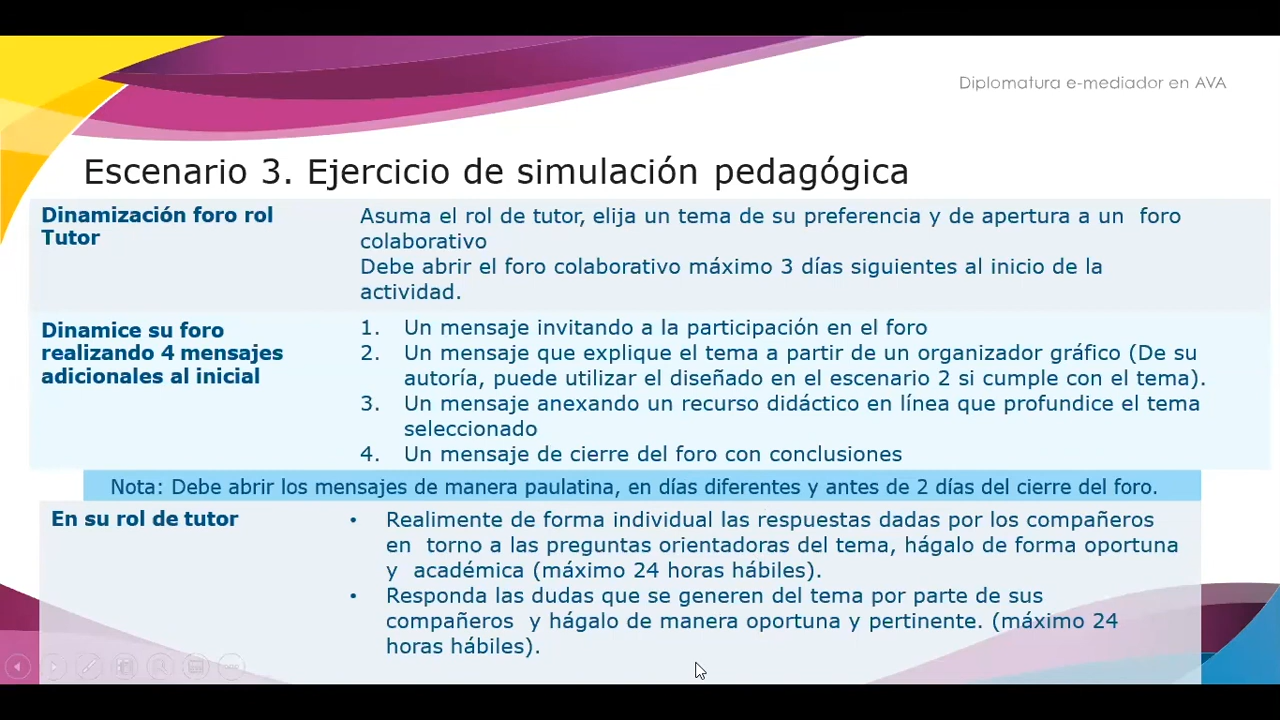 Diplomatura e-mediador en AVA
Escenario 3. Ejercicio de simulación pedagógica
Dinamización foro rol
Tutor
Asuma el rol de tutor, elija un tema de su preferencia y de apertura a un foro
colaborativo
Debe abrir el foro colaborativo máximo 3 días siguientes al inicio de la
actividad.
Dinamice su foro
realizando 4 mensajes
adicionales al inicial
1. Un mensaje invitando a la participación en el foro
2. Un mensaje que explique el tema a partir de un organizador gráfico (De su
autoría, puede utilizar el diseñado en el escenario 2 si cumple con el tema).
3. Un mensaje anexando un recurso didáctico en línea que profundice el tema
seleccionado
4. Un mensaje de cierre del foro con conclusiones
Nota: Debe abrir los mensajes de manera paulatina, en días diferentes y antes de 2 días del cierre del foro.
En su rol de tutor
• Realimente de forma individual las respuestas dadas por los compañeros
en torno a las preguntas orientadoras del tema, hágalo de forma oportuna
y académica (máximo 24 horas hábiles).
• Responda las dudas que se generen del tema por parte de sus
compañeros y hágalo de manera oportuna y pertinente. (máximo 24
horas hábiles).